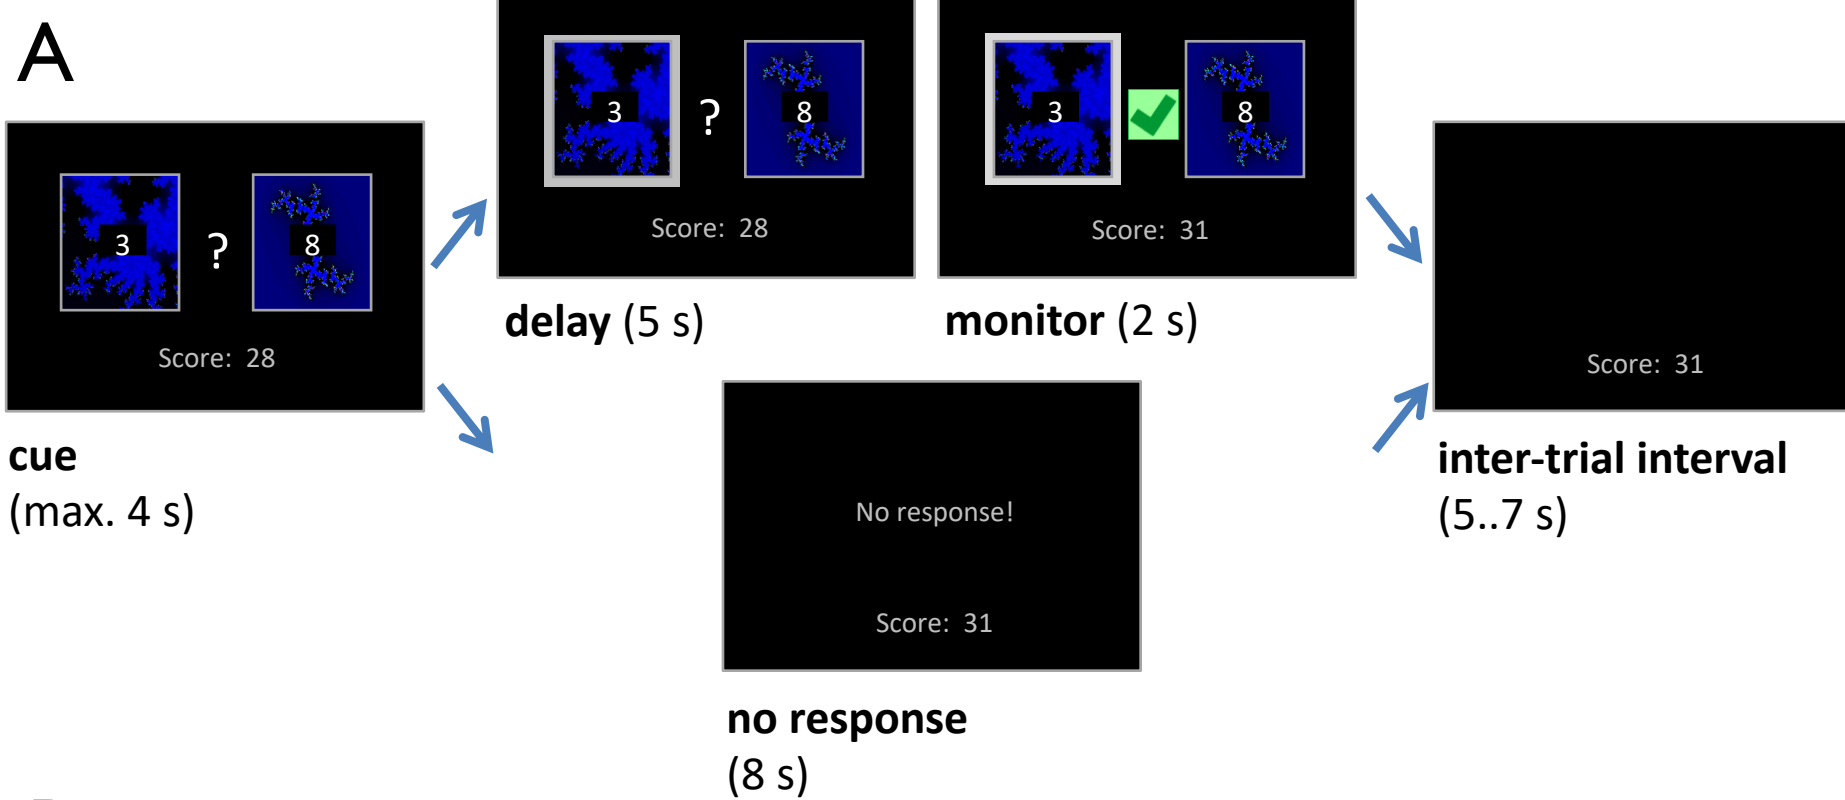 A
3 ? 8
Score: 28
cue
(max. 4 s)
3 ? 8
Score: 28
delay (5 s)
3 8
Score: 31
monitor (2 s)
No response!
Score: 31
no response
(8 s)
Score: 31
inter-trial interval
(5..7 s)